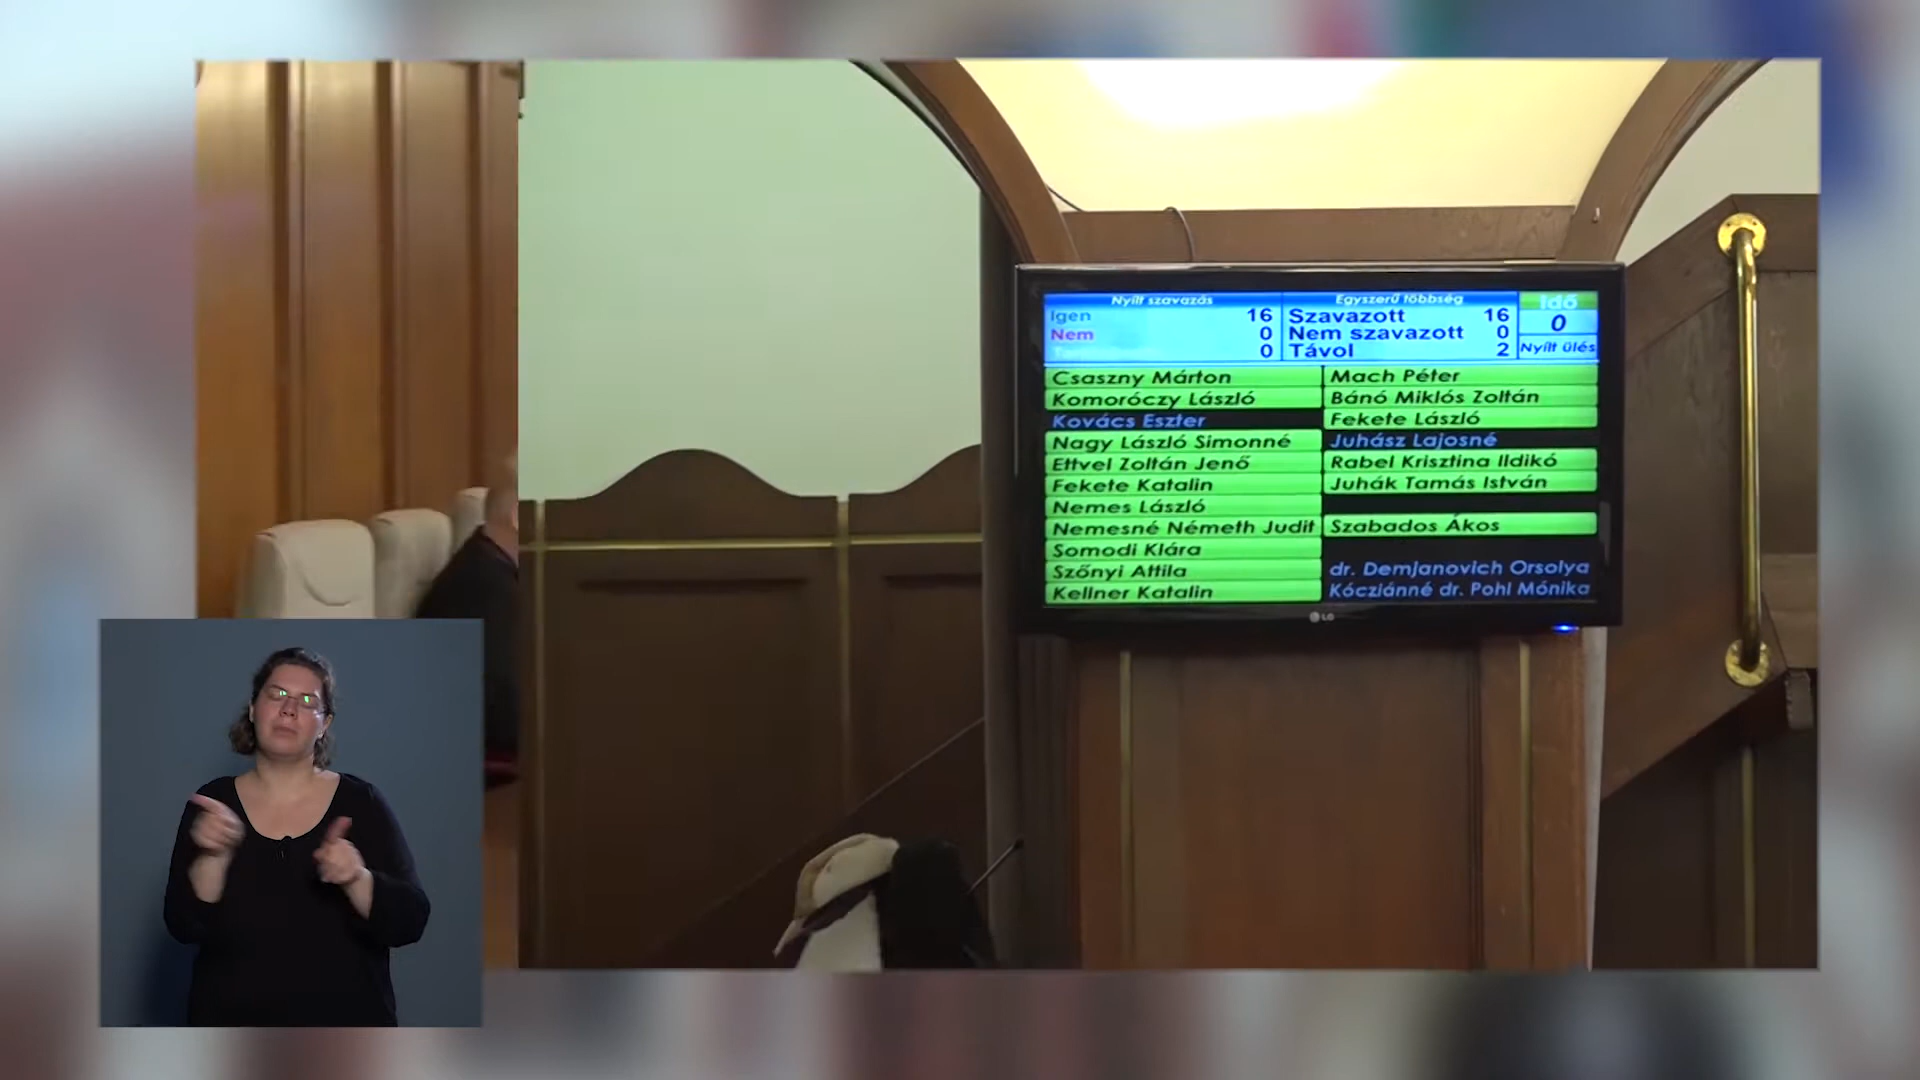 Nyílt szavazás
Igen 16
Nem 0
0
Egyszerű többség
Szavazott 16
Nem szavazott 0
Távol 2
Idő
0
Nyílt ülés
Csaszny Márton
Komoróczy László
Kovács Eszter
Nagy László Simonné
Ettvel Zoltán Jenő
Fekete Katalin
Nemes László
Nemesné Németh Judit
Somodi Klára
Szőnyi Attila
Kellner Katalin
Mach Péter
Bánó Miklós Zoltán
Fekete László
Juhász Lajosné
Rabel Krisztina Ildikó
Juhák Tamás István
Szabados Ákos
dr. Demjanovich Orsolya
Kócziánné dr. Pohl Mónika
LG